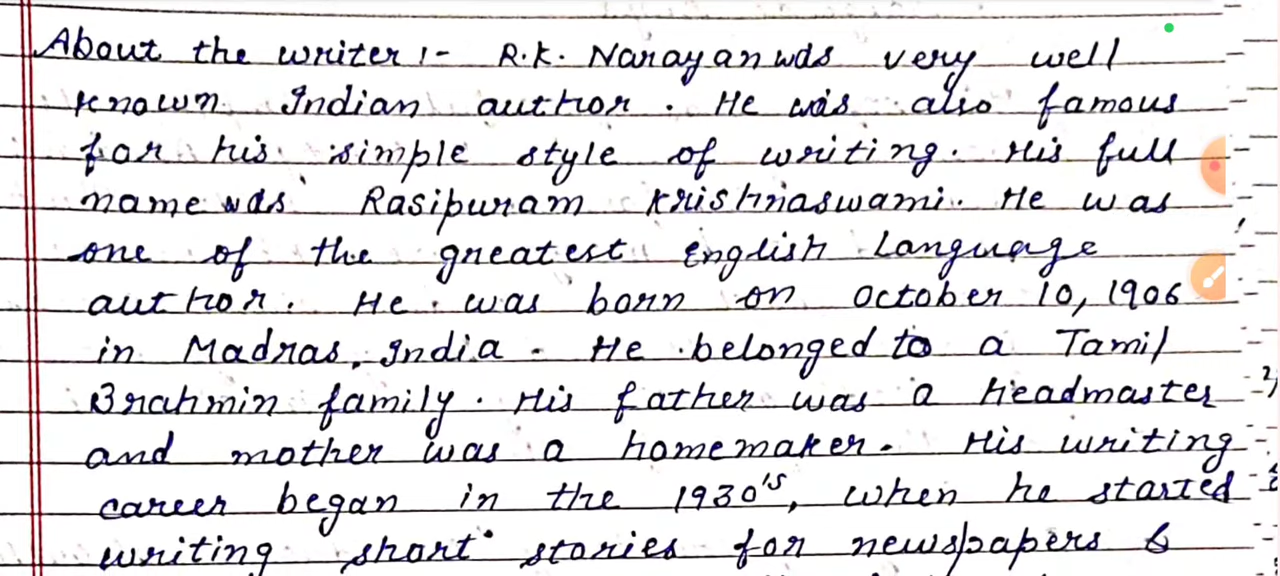 About the writer :- R.K. Narayan was very well
known Indian author. He was also famous
for his simple style of writing. His full
name was Rasipuram Krishnaswami. He was
one of the greatest English Language
author. He was born on October 10, 1906
in Madras, India. He belonged to a Tamil
Brahmin family. His father was a Headmaster
and mother was a homemaker. His writing
career began in the 1930's, when he started
writing short stories for newspapers &